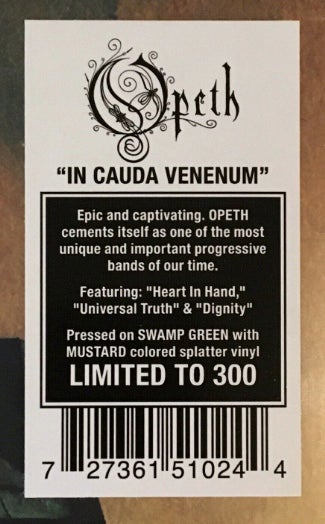 Opeth
"IN CAUDA VENENUM"
Epic and captivating. OPETH
cements itself as one of the most
unique and important progressive
bands of our time.
Featuring: "Heart In Hand,"
"Universal Truth" & "Dignity"
Pressed on SWAMP GREEN with
MUSTARD colored splatter vinyl
LIMITED TO 300
7 27361 51024 4